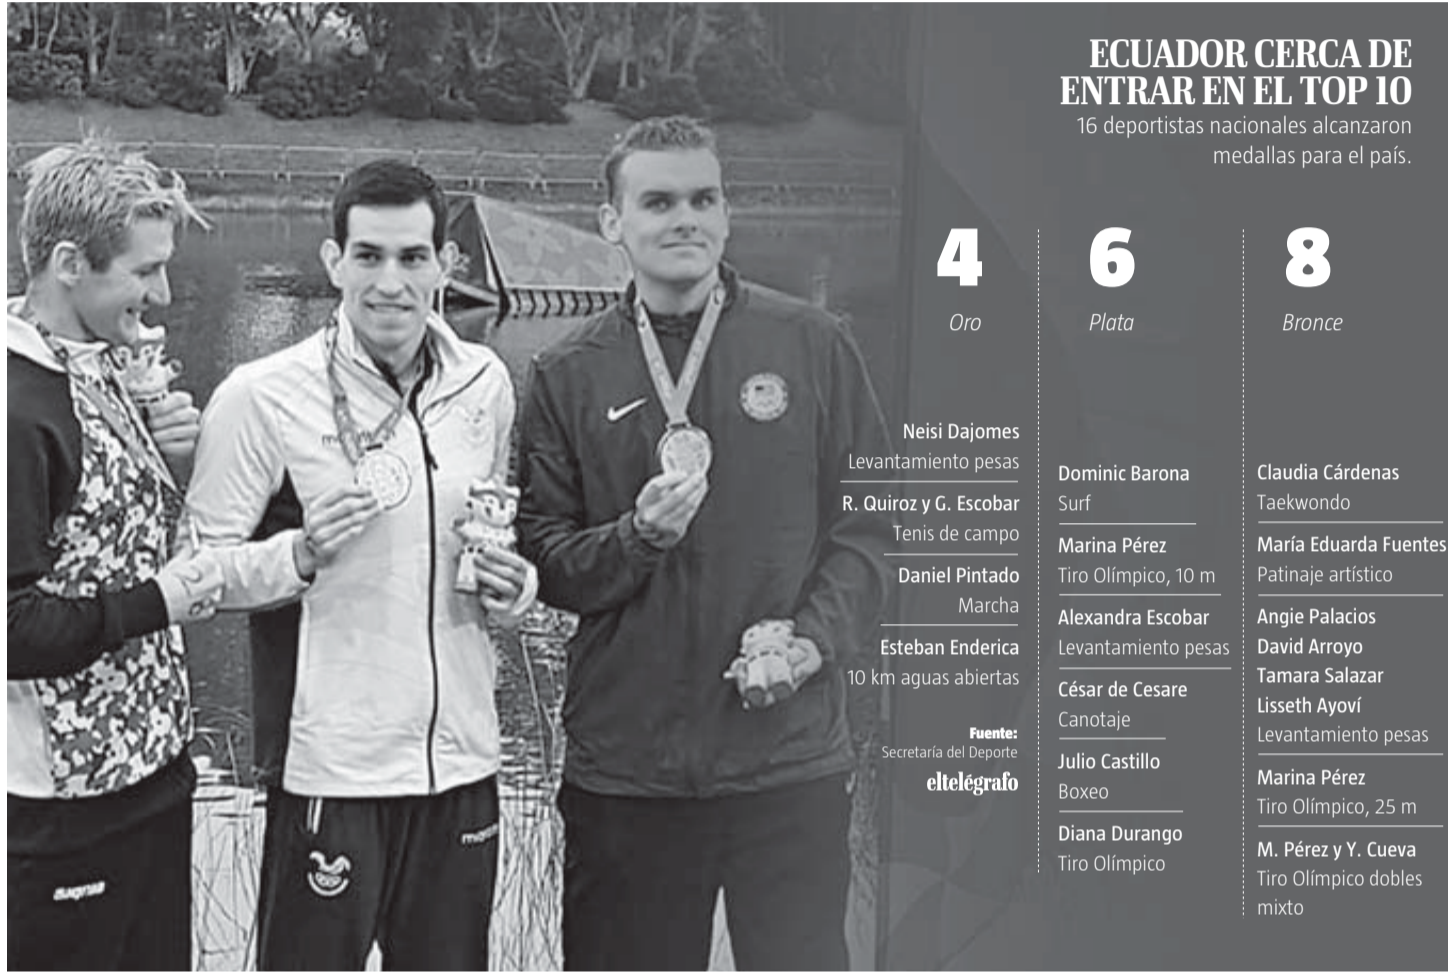 ECUADOR CERCA DE
ENTRAR EN EL TOP 10
16 deportistas nacionales alcanzaron
medallas para el país.
4
Oro
Neisi Dajomes
Levantamiento pesas
R. Quiroz y G. Escobar
Tenis de campo
Daniel Pintado
Marcha
Esteban Enderica
10 km aguas abiertas
Fuente:
Secretaría del Deporte
eltelégrafo
6
Plata
Dominic Barona
Surf
Marina Pérez
Tiro Olímpico, 10 m
Alexandra Escobar
Levantamiento pesas
César de Cesare
Canotaje
Julio Castillo
Boxeo
Diana Durango
Tiro Olímpico
8
Bronce
Claudia Cárdenas
Taekwondo
María Eduarda Fuentes
Patinaje artístico
Angie Palacios
David Arroyo
Tamara Salazar
Lisseth Ayoví
Levantamiento pesas
Marina Pérez
Tiro Olímpico, 25 m
M. Pérez y Y. Cueva
Tiro Olímpico dobles
mixto